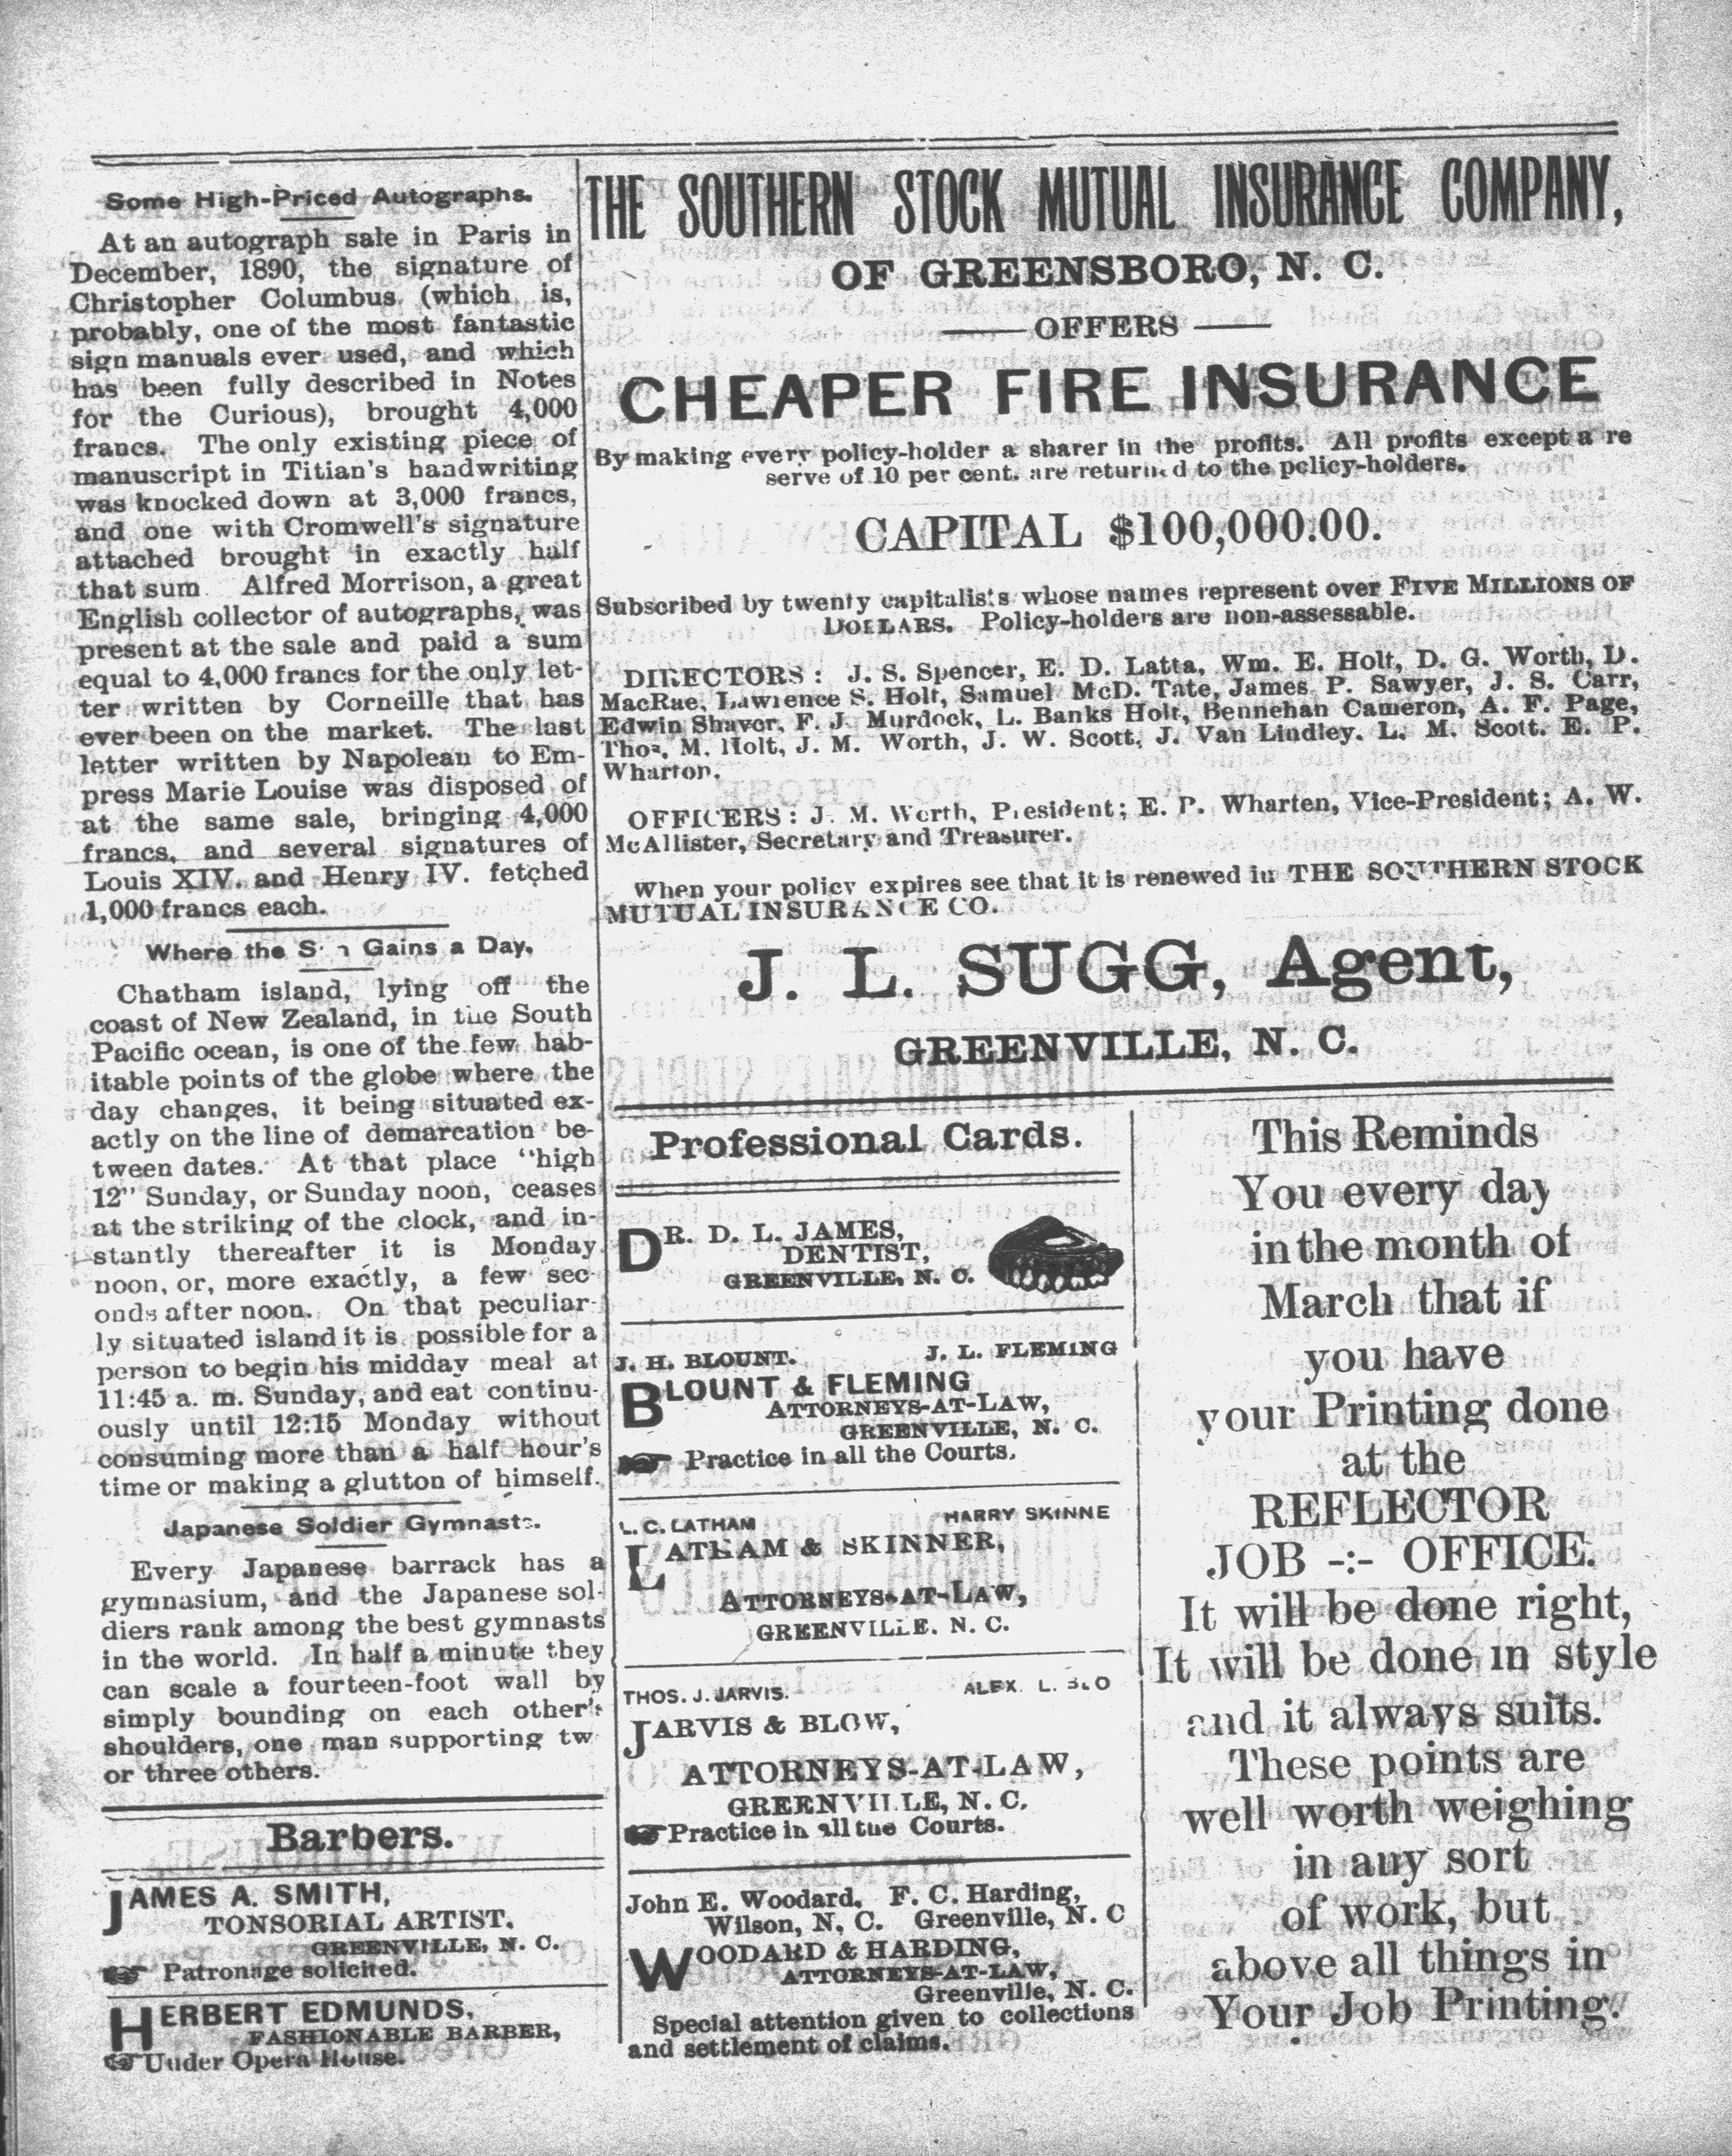 Some High-Priced Autographs.
At an autograph sale in Paris in
December, 1890, the signature of
Christopher Columbus (which is,
probably, one of the most fantastic
sign manuals ever used, and which
has been fully described in Notes
for the Curious), brought 4,000
francs. The only existing piece of
manuscript in Titian's handwriting
was knocked down at 3,000 francs,
and one with Cromwell's signature
attached brought in exactly half
that sum. Alfred Morrison, a great
English collector of autographs, was
present at the sale and paid a sum
equal to 4,000 francs for the only let-
ter written by Corneille that has
ever been on the market. The last
letter written by Napolean to Em-
press Marie Louise was disposed of
at the same sale, bringing 4,000
francs, and several signatures of
Louis XIV. and Henry IV. fetched
1,000 francs each.
Where the S n Gains a Day.
Chatham island, lying off the
coast of New Zealand, in the South
Pacific ocean, is one of the few hab-
itable points of the globe where the
day changes, it being situated ex-
actly on the line of demarcation be-
tween dates. At that place "high
12" Sunday, or Sunday noon, ceases
at the striking of the clock, and in-
stantly thereafter it is Monday
noon, or, more exactly, a few sec
onds after noon. On that peculiar-
ly situated island it is possible for a
person to begin his midday meal at
11:45 a. m. Sunday, and eat continu-
ously until 12:15 Monday without
consuming more than a half hour's
time or making a glutton of himself.
Japanese Soldier Gymnasts.
Every Japanese barrack has a
gymnasium, and the Japanese sol-
diers rank among the best gymnasts
in the world. In half a minute they
can scale a fourteen-foot wall by
simply bounding on each other's
shoulders, one man supporting tw
or three others.
Barbers.
JAMES A. SMITH,
TONSORIAL ARTIST,
GREENVILLE, N. C.
Patronage solicited.
HERBERT EDMUNDS,
FASHIONABLE BARBER,
Under Opera House.
THE SOUTHERN STOCK MUTUAL INSURANCE COMPANY,
OF GREENSBORO, N. C.
OFFERS
CHEAPER FIRE INSURANCE
By making every policy-holder a sharer in the profits. All profits except a re
serve of 10 per cent. are returned to the policy-holders.
CAPITAL $100,000.00.
Subscribed by twenty capitalists whose names represent over FIVE MILLIONS OF
DOLLARS. Policy-holders are non-assessable.
DIRECTORS: J. S. Spencer, E. D. Latta, Wm. E. Holt, D. G. Worth, D.
MacRae, Lawrence S. Holt, Samuel McD. Tate, James P. Sawyer, J. S. Carr,
Edwin Shaver, F. J. Murdock, L. Banks Holt, Bennehan Cameron, A. F. Page,
Thos. M. Holt, J. M. Worth, J. W. Scott, J. Van Lindley. L. M. Scott. E. P.
Wharton.
OFFICERS: J. M. Worth, President; E. P. Wharten, Vice-President; A. W.
McAllister, Secretary and Treasurer.
When your policy expires see that it is renewed in THE SOUTHERN STOCK
MUTUAL INSURANCE CO.
J. L. SUGG, Agent,
GREENVILLE, N. C.
Professional Cards.
DR. D. L. JAMES,
DENTIST,
GREENVILLE, N. C.
J. H. BLOUNT. J. L. FLEMING
BLOUNT & FLEMING
ATTORNEYS-AT-LAW,
GREENVILLE, N. C.
Practice in all the Courts.
L. C. LATHAM HARRY SKINNE
LATHAM & SKINNER,
ATTORNEYS-AT-LAW,
GREENVILLE, N. C.
THOS. J. JARVIS. ALEX. L. BLO
JARVIS & BLOW,
ATTORNEYS-AT-LAW,
GREENVILLE, N. C.
Practice in all the Courts.
John E. Woodard, F. C. Harding,
Wilson, N. C. Greenville, N. C
WOODARD & HARDING,
ATTORNEYS-AT-LAW,
Greenville, N. C.
Special attention given to collections
and settlement of claims.
This Reminds
You every day
in the month of
March that if
you have
your Printing done
at the
REFLECTOR
JOB -:- OFFICE.
It will be done right,
It will be done in style
and it always suits.
These points are
well worth weighing
in any sort
of work, but
above all things in
Your Job Printing.